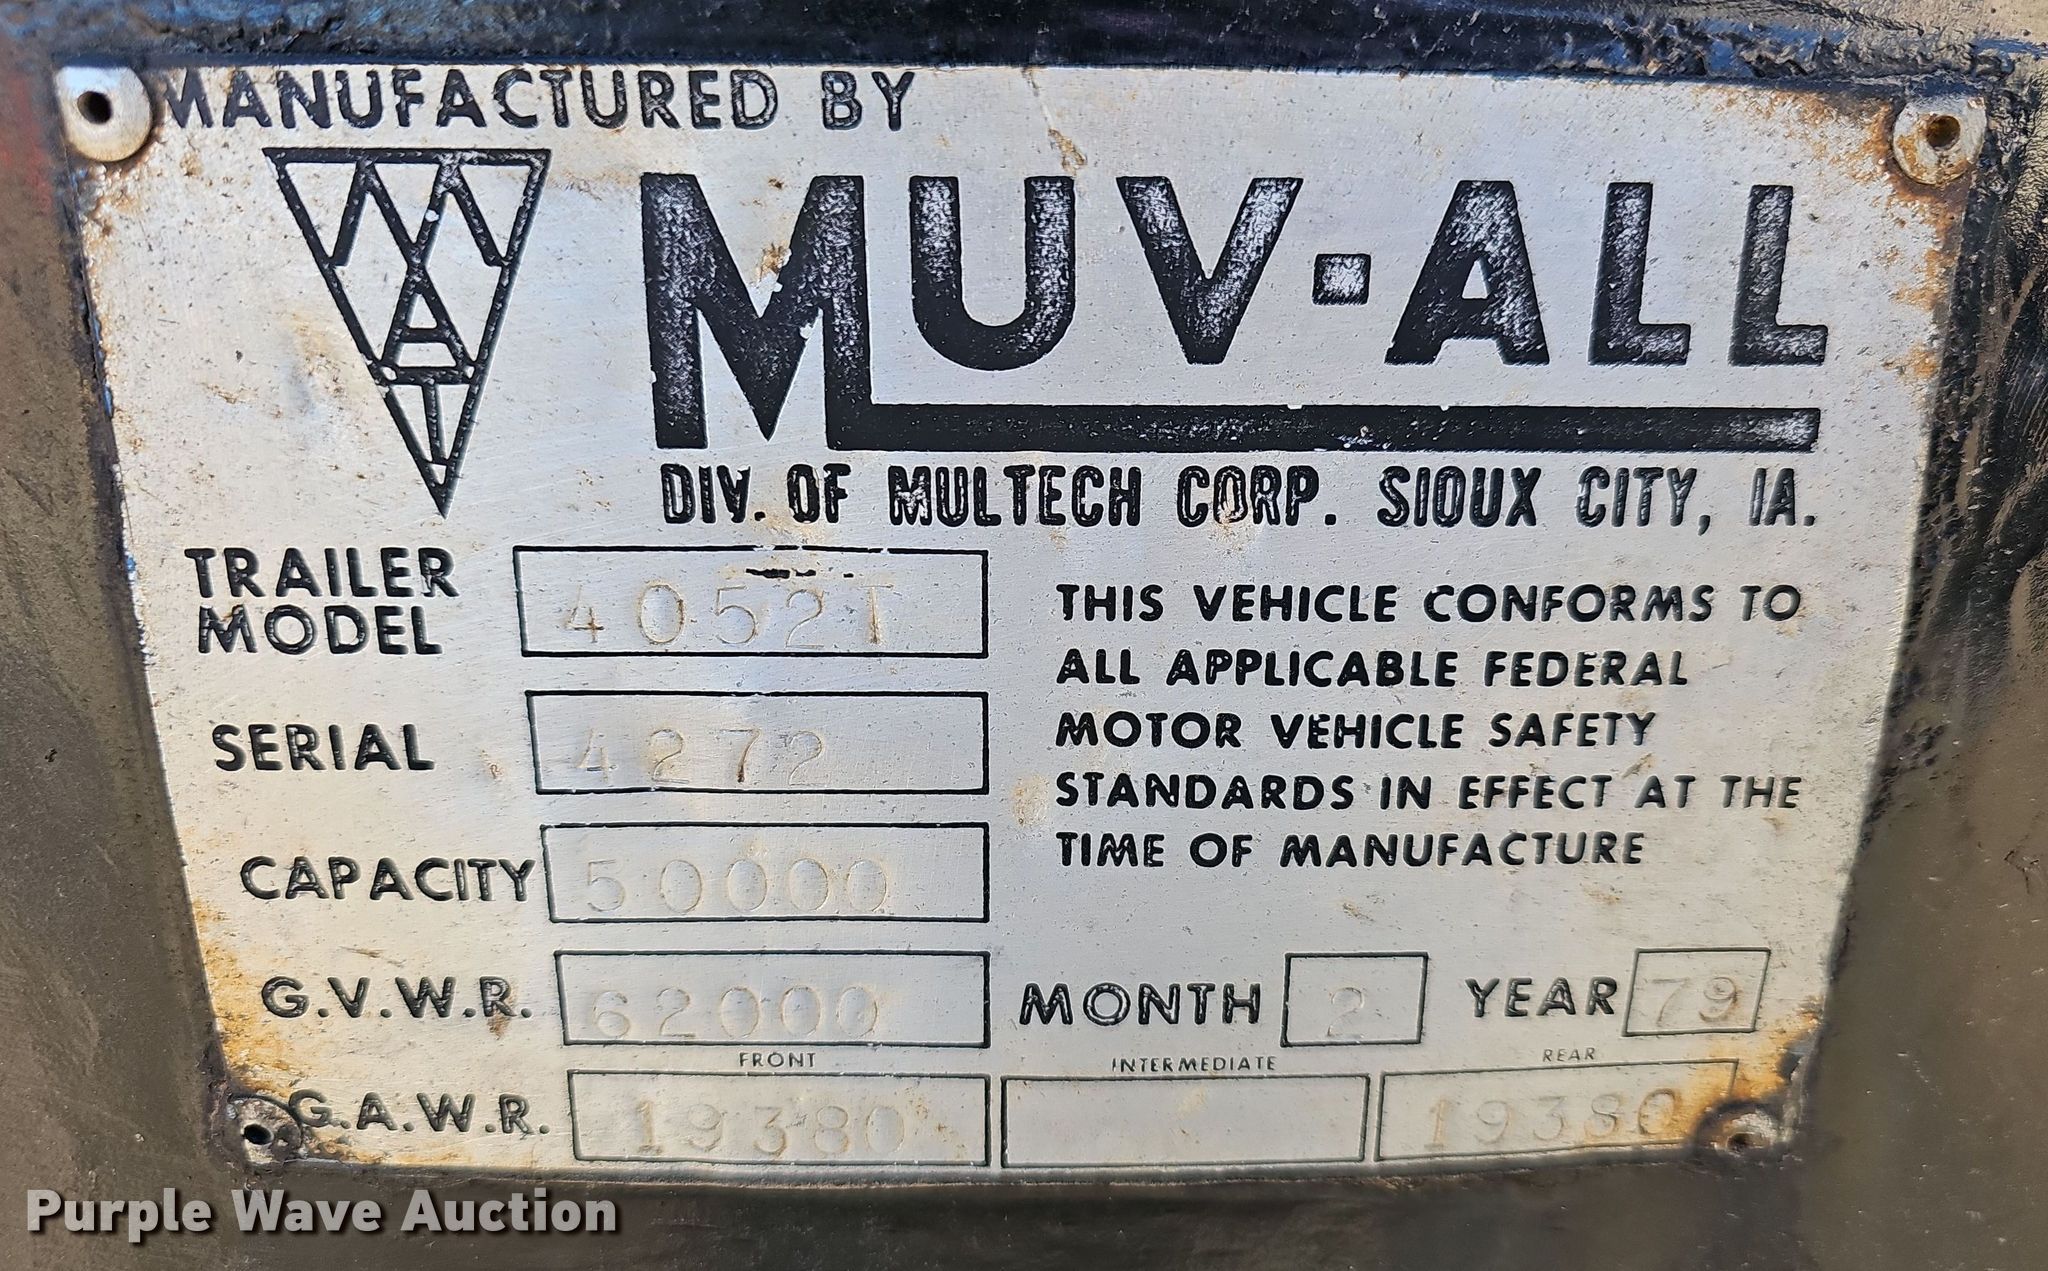 MANUFACTURED BY
MUV-ALL
DIV. OF MULTECH CORP. SIOUX CITY, IA.
TRAILER MODEL 4052T
SERIAL 4272
CAPACITY 50000
G.V.W.R. 62000
THIS VEHICLE CONFORMS TO
ALL APPLICABLE FEDERAL
MOTOR VEHICLE SAFETY
STANDARDS IN EFFECT AT THE
TIME OF MANUFACTURE
MONTH 2 YEAR 79
FRONT INTERMEDIATE REAR
G.A.W.R. 19380 19380
Purple Wave Auction